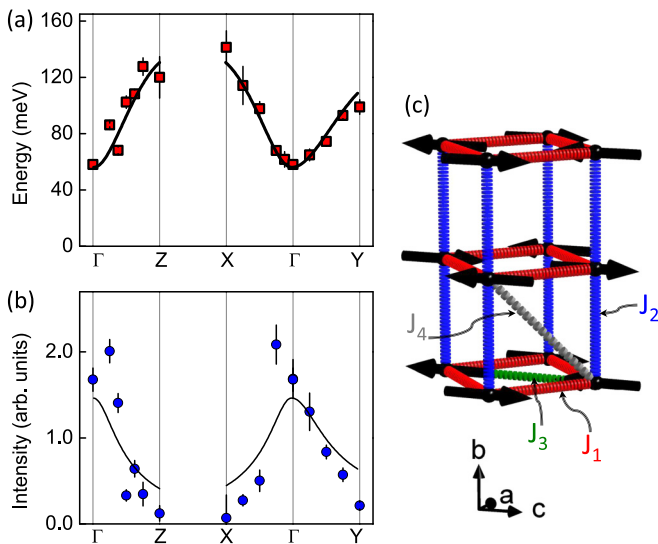 (a)
160
120
80
40
0
Energy (meV)
Γ Z X Γ Y
(b)
2.0
1.0
0.0
Intensity (arb. units)
Γ Z X Γ Y
(c)
J4
J2
J3
J1
b
a
c